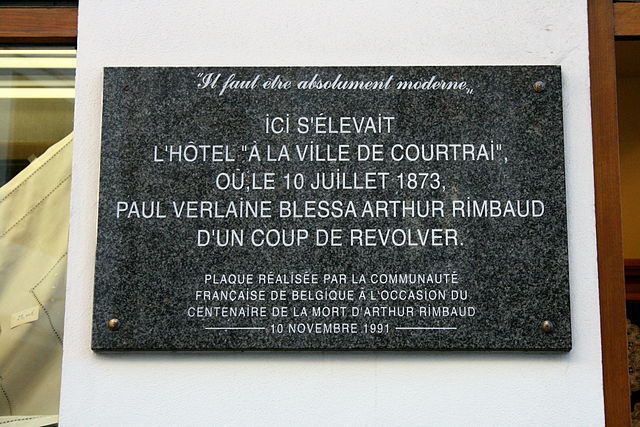 "Il faut être absolument moderne„
ICI S'ÉLEVAIT
L'HÔTEL "À LA VILLE DE COURTRAI",
OÙ,LE 10 JUILLET 1873,
PAUL VERLAINE BLESSA ARTHUR RIMBAUD
D'UN COUP DE REVOLVER.
PLAQUE RÉALISÉE PAR LA COMMUNAUTÉ
FRANÇAISE DE BELGIQUE À L'OCCASION DU
CENTENAIRE DE LA MORT D'ARTHUR RIMBAUD
10 NOVEMBRE 1991